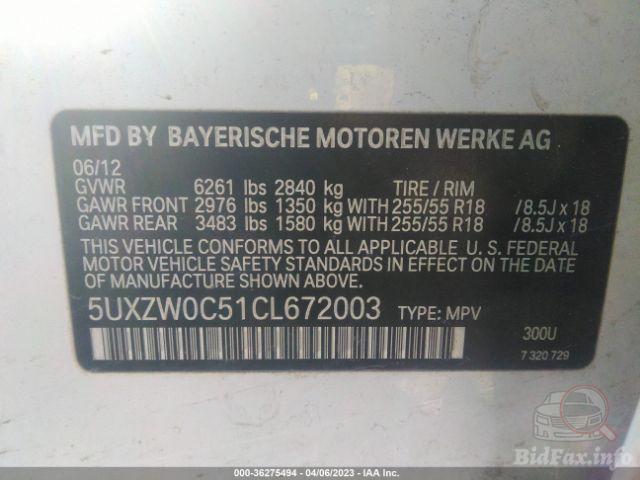 MFD BY BAYERISCHE MOTOREN WERKE AG
06/12
GVWR 6261 lbs 2840 kg TIRE / RIM
GAWR FRONT 2976 lbs 1350 kg WITH 255/55 R18 /8.5J x 18
GAWR REAR 3483 lbs 1580 kg WITH 255/55 R18 /8.5J x 18
THIS VEHICLE CONFORMS TO ALL APPLICABLE U. S. FEDERAL
MOTOR VEHICLE SAFETY STANDARDS IN EFFECT ON THE DATE
OF MANUFACTURE SHOWN ABOVE.
5UXZW0C51CL672003 TYPE: MPV
300U
7 320 729
BidFax.info
000-36275494 - 04/06/2023 - IAA Inc.